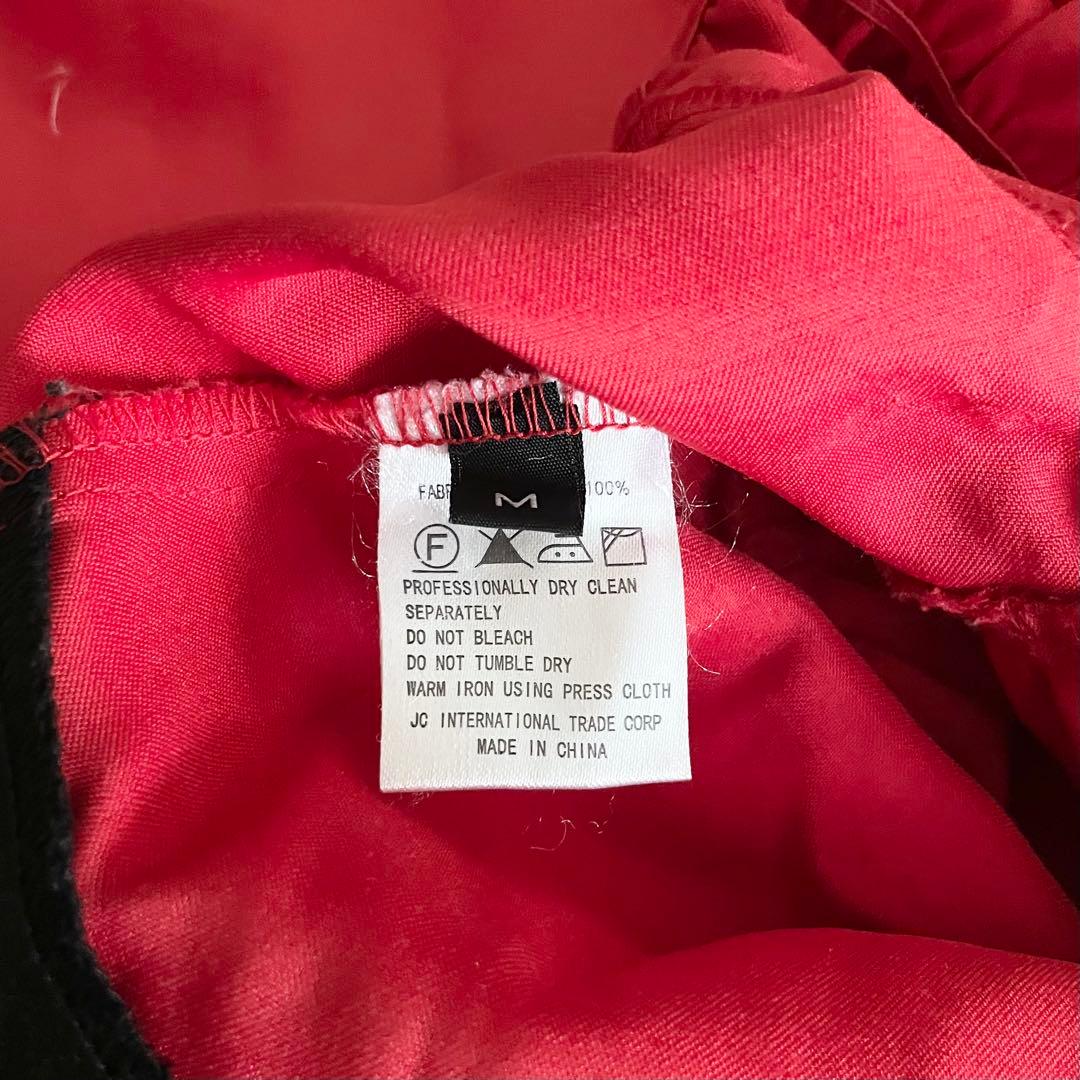 M
100%
F
PROFESSIONALLY DRY CLEAN
SEPARATELY
DO NOT BLEACH
DO NOT TUMBLE DRY
WARM IRON USING PRESS CLOTH
JC INTERNATIONAL TRADE CORP
MADE IN CHINA